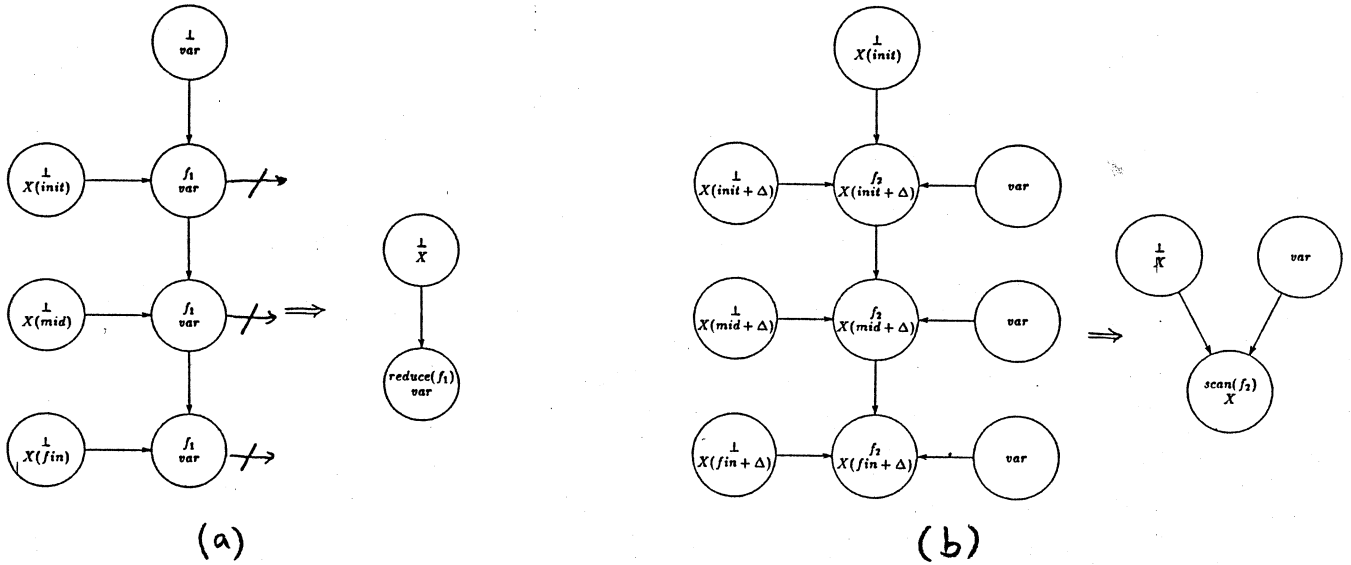 ⊥
var
⊥
X(init)
f₁
var
⊥
X(mid)
f₁
var
⊥
X(fin)
f₁
var
⇒
⊥
X
reduce(f₁)
var
(a)
⊥
X(init)
⊥
X(init + Δ)
f₂
X(init + Δ)
var
⊥
X(mid + Δ)
f₂
X(mid + Δ)
var
⊥
X(fin + Δ)
f₂
X(fin + Δ)
var
⇒
⊥
X
var
scan(f₂)
X
(b)